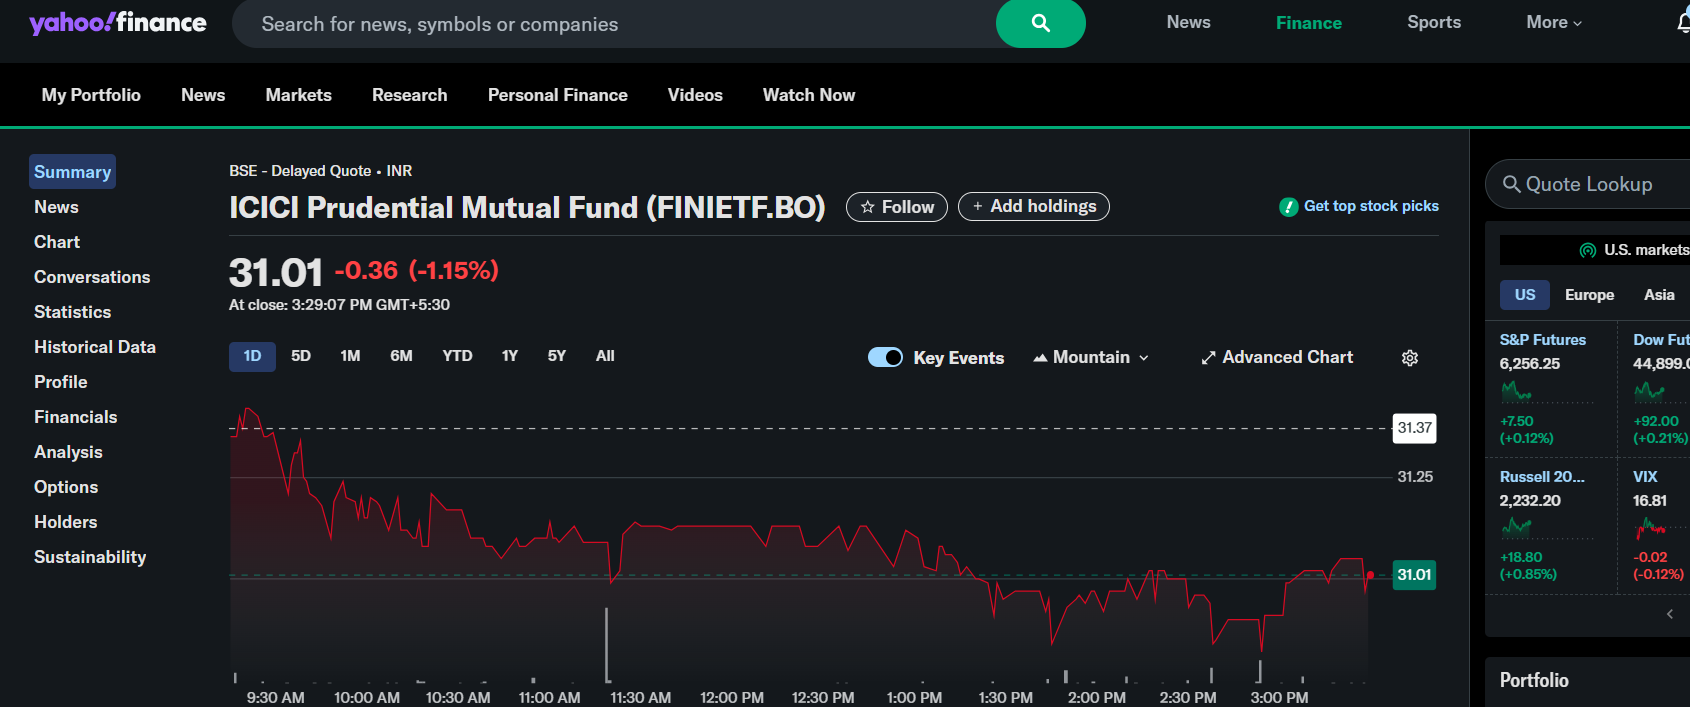 yahoo!finance
Search for news, symbols or companies
News Finance Sports More
My Portfolio News Markets Research Personal Finance Videos Watch Now
Summary
News
Chart
Conversations
Statistics
Historical Data
Profile
Financials
Analysis
Options
Holders
Sustainability
BSE - Delayed Quote • INR
ICICI Prudential Mutual Fund (FINIETF.BO)
Follow
+ Add holdings
Get top stock picks
31.01 -0.36 (-1.15%)
At close: 3:29:07 PM GMT+5:30
1D 5D 1M 6M YTD 1Y 5Y All
Key Events
Mountain
Advanced Chart
31.37
31.25
31.01
9:30 AM 10:00 AM 10:30 AM 11:00 AM 11:30 AM 12:00 PM 12:30 PM 1:00 PM 1:30 PM 2:00 PM 2:30 PM 3:00 PM
Quote Lookup
U.S. markets
US Europe Asia
S&P Futures
6,256.25
+7.50
(+0.12%)
Dow Fut
44,899.0
+92.00
(+0.21%)
Russell 20...
2,232.20
+18.80
(+0.85%)
VIX
16.81
-0.02
(-0.12%)
Portfolio